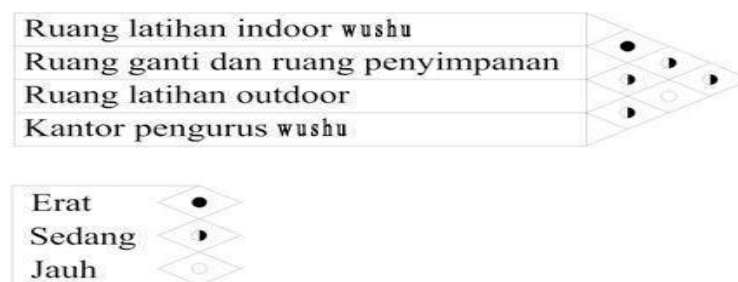 Ruang latihan indoor wushu
Ruang ganti dan ruang penyimpanan
Ruang latihan outdoor
Kantor pengurus wushu
Erat
Sedang
Jauh